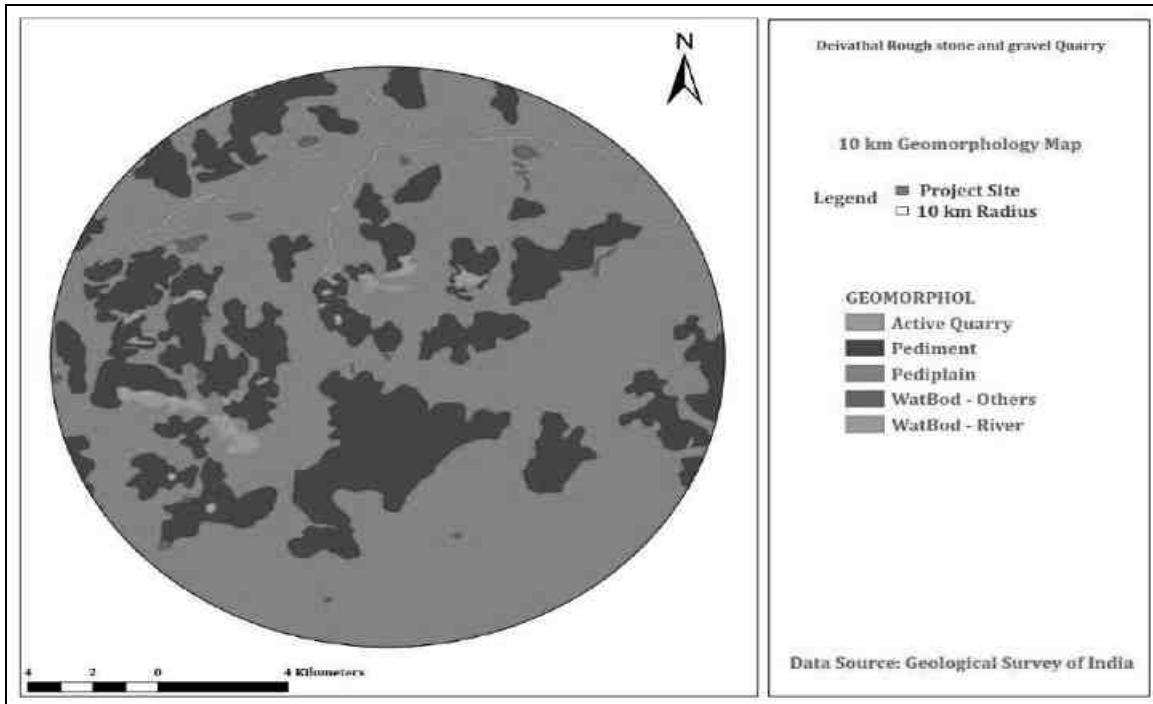 N
4 2 0 4 Kilometers
Deivathal Rough stone and gravel Quarry
10 km Geomorphology Map
Legend
Project Site
10 km Radius
GEOMORPHOL
Active Quarry
Pediment
Pediplain
WatBod - Others
WatBod - River
Data Source: Geological Survey of India